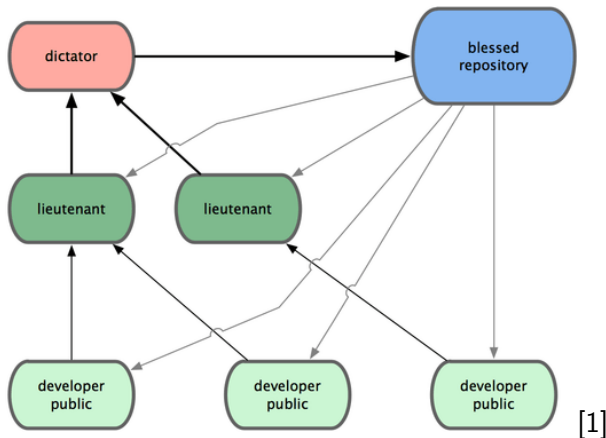 dictator
blessed
repository
lieutenant
lieutenant
developer
public
developer
public
developer
public
[1]